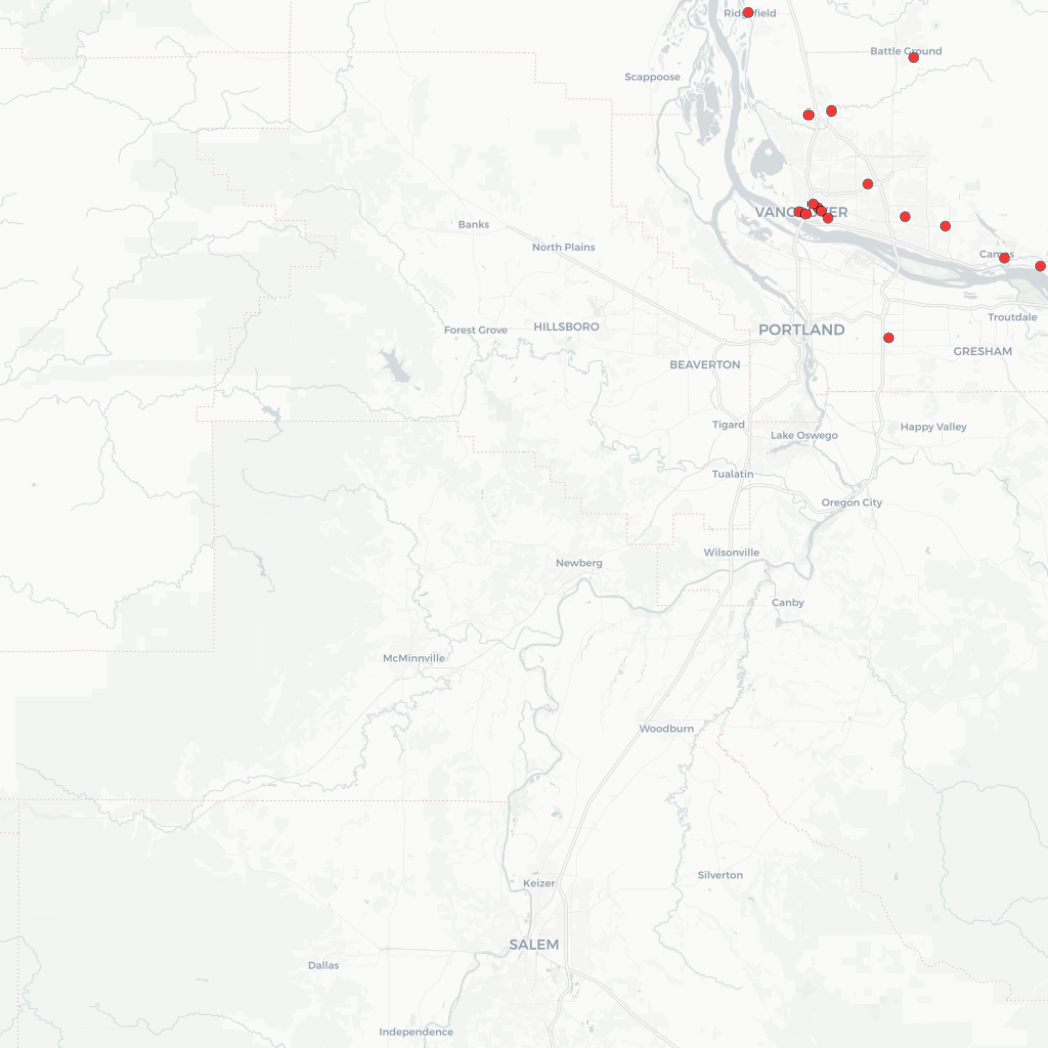 Ridgefield
Battle Ground
Scappoose
VANCOUVER
Banks
North Plains
Camas
Troutdale
Forest Grove
HILLSBORO
PORTLAND
GRESHAM
BEAVERTON
Tigard
Lake Oswego
Happy Valley
Tualatin
Oregon City
Wilsonville
Newberg
Canby
McMinnville
Woodburn
Silverton
Keizer
SALEM
Dallas
Independence